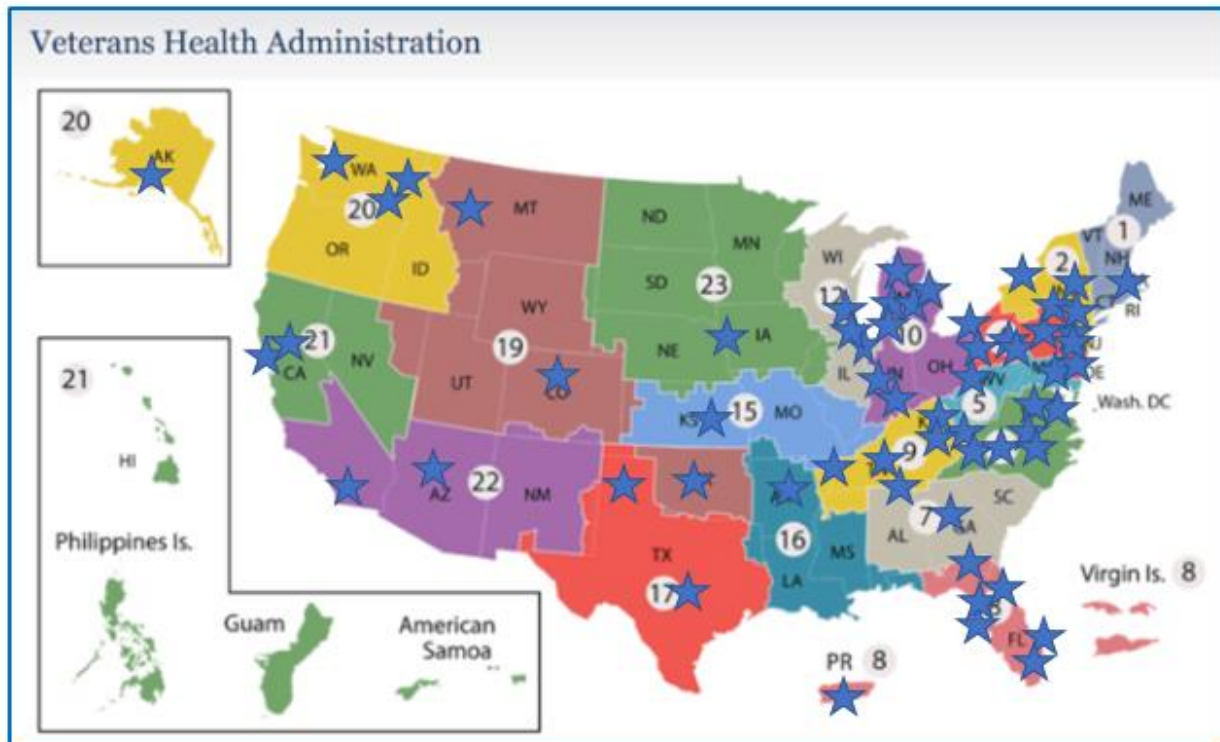 Veterans Health Administration
20
AK
WA
20
OR
ID
MT
ND
MN
SD
23
NE
IA
WY
19
UT
CO
21
CA
NV
WI
12
10
IL
IN
OH
ME
VT
1
NH
2
CT
RI
NJ
DE
WV
5
Wash. DC
KS
15
MO
9
22
AZ
NM
TX
17
16
MS
LA
7
AL
GA
SC
FL
21
HI
Philippines Is.
Guam
American
Samoa
PR
8
Virgin Is.
8